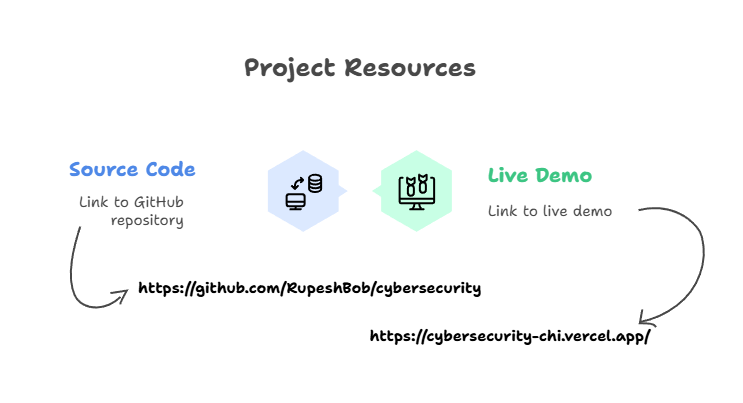 Project Resources
Source Code
Link to GitHub
repository
Live Demo
Link to live demo
https://github.com/RupeshBob/cybersecurity
https://cybersecurity-chi.vercel.app/